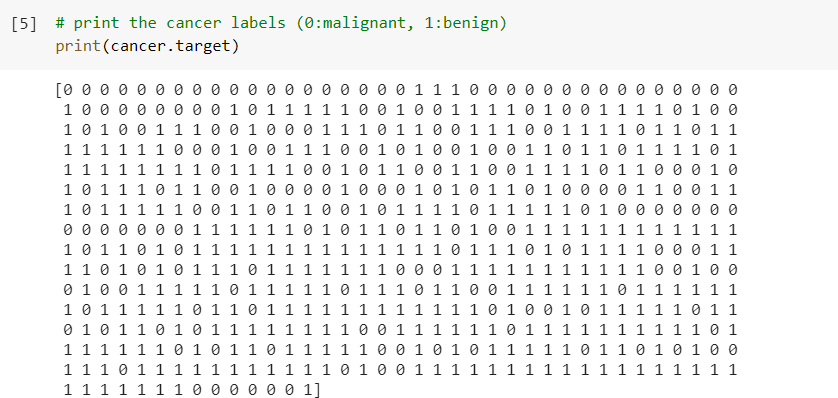 [5] # print the cancer labels (0:malignant, 1:benign)
print(cancer.target)
[0 0 0 0 0 0 0 0 0 0 0 0 0 0 0 0 0 0 0 1 1 1 0 0 0 0 0 0 0 0 0 0 0 0 0 0 0
1 0 0 0 0 0 0 0 0 1 0 1 1 1 1 1 0 0 1 0 0 1 1 1 1 0 1 0 0 1 1 1 1 0 1 0 0
1 0 1 0 0 1 1 1 0 0 1 0 0 0 1 1 1 0 1 1 0 0 1 1 1 0 0 1 1 1 1 0 1 1 0 1 1
1 1 1 1 1 1 0 0 0 1 0 0 1 1 1 0 0 1 0 1 0 0 1 0 0 1 1 0 1 1 0 1 1 1 1 0 1
1 1 1 1 1 1 1 1 0 1 1 1 1 0 0 1 0 1 1 0 0 1 1 0 0 1 1 1 1 0 1 1 0 0 0 1 0
1 0 1 1 1 0 1 1 0 0 1 0 0 0 0 1 0 0 0 1 0 1 0 1 1 0 1 0 0 0 0 1 1 0 0 1 1
1 0 1 1 1 1 1 0 0 1 1 0 1 1 0 0 1 0 1 1 1 1 0 1 1 1 1 1 0 1 0 0 0 0 0 0 0
0 0 0 0 0 0 0 1 1 1 1 1 1 0 1 0 1 1 0 1 1 0 1 0 0 1 1 1 1 1 1 1 1 1 1 1 1
1 0 1 1 0 1 0 1 1 1 1 1 1 1 1 1 1 1 1 1 1 0 1 1 1 0 1 0 1 1 1 1 0 0 0 1 1
1 1 0 1 0 1 0 1 1 1 0 1 1 1 1 1 1 1 0 0 0 1 1 1 1 1 1 1 1 1 1 1 0 0 1 0 0
0 1 0 0 1 1 1 1 1 0 1 1 1 1 1 0 1 1 1 0 1 1 0 0 1 1 1 1 1 1 0 1 1 1 1 1 1
1 0 1 1 1 1 1 0 1 1 0 1 1 1 1 1 1 1 1 1 1 1 1 0 1 0 0 1 0 1 1 1 1 1 0 1 1
0 1 0 1 1 0 1 0 1 1 1 1 1 1 1 1 0 0 1 1 1 1 1 1 0 1 1 1 1 1 1 1 1 1 1 0 1
1 1 1 1 1 1 0 1 0 1 1 0 1 1 1 1 1 0 0 1 0 1 0 1 1 1 1 1 0 1 1 0 1 0 1 0 0
1 1 1 0 1 1 1 1 1 1 1 1 1 1 1 0 1 0 0 1 1 1 1 1 1 1 1 1 1 1 1 1 1 1 1 1 1
1 1 1 1 1 1 1 0 0 0 0 0 0 1]